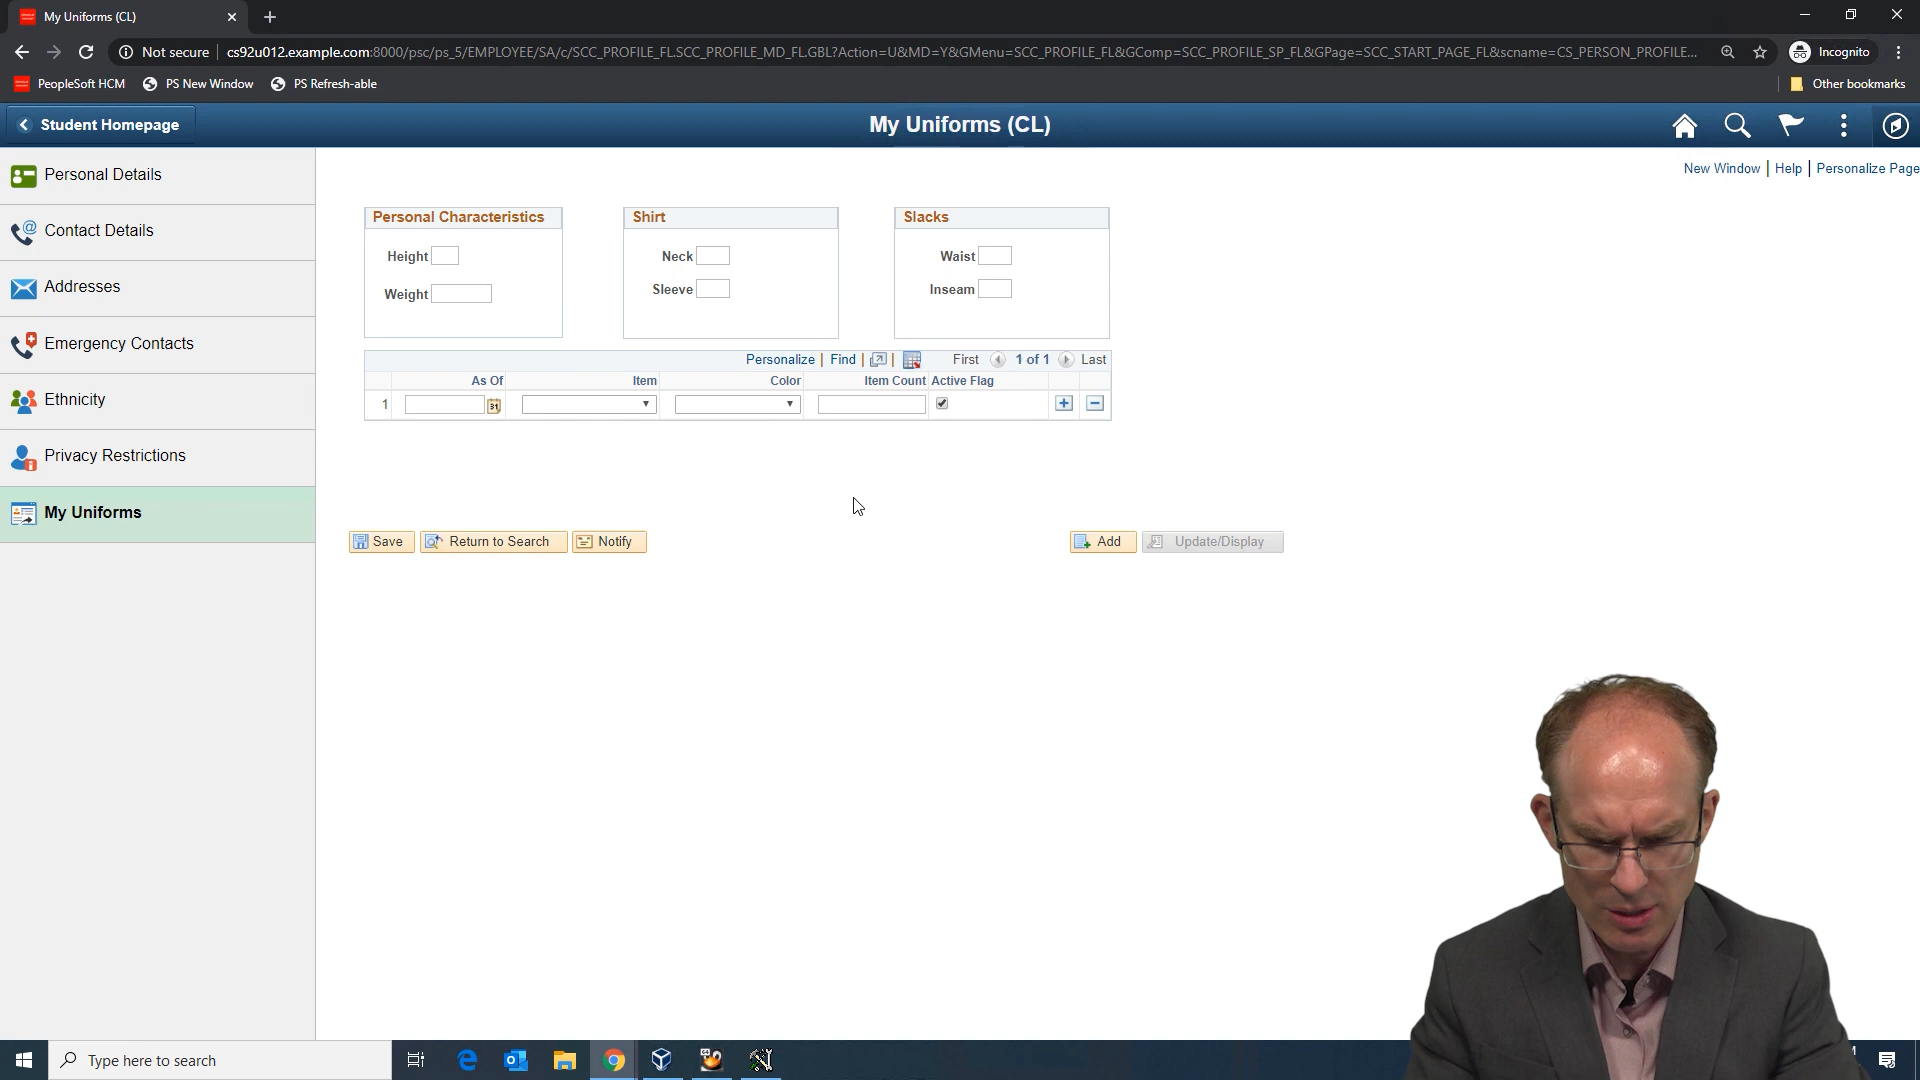 My Uniforms (CL)
Not secure | cs92u012.example.com:8000/psc/ps_5/EMPLOYEE/SA/c/SCC_PROFILE_FL.SCC_PROFILE_MD_FL.GBL?Action=U&MD=Y&GMenu=SCC_PROFILE_FL&GComp=SCC_PROFILE_SP_FL&GPage=SCC_START_PAGE_FL&scname=CS_PERSON_PROFILE... Incognito
PeopleSoft HCM PS New Window PS Refresh-able Other bookmarks
Student Homepage My Uniforms (CL)
New Window | Help | Personalize Page
Personal Details
Contact Details
Addresses
Emergency Contacts
Ethnicity
Privacy Restrictions
My Uniforms
Personal Characteristics
Height
Weight
Shirt
Neck
Sleeve
Slacks
Waist
Inseam
Personalize | Find | | First 1 of 1 Last
As Of Item Color Item Count Active Flag
1 31
Save Return to Search Notify Add Update/Display
Type here to search